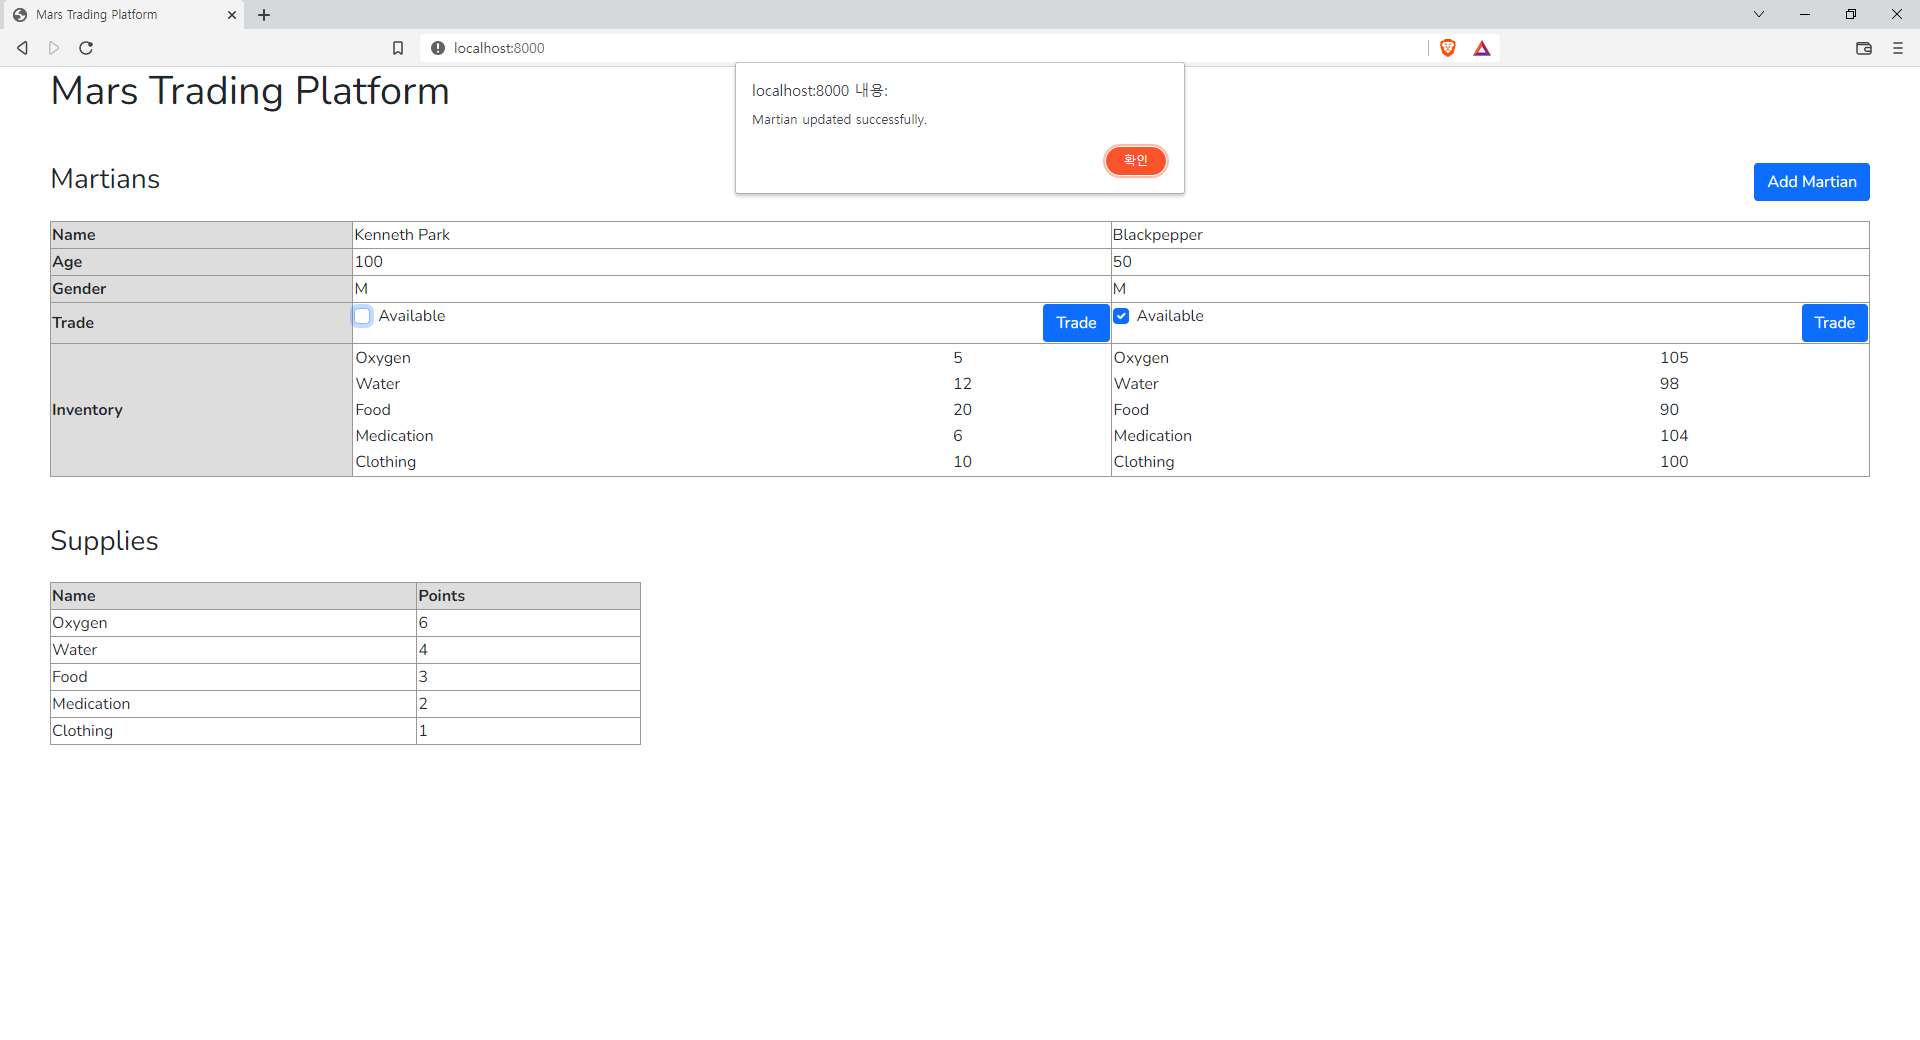 Mars Trading Platform
localhost:8000
Mars Trading Platform
localhost:8000 내용:
Martian updated successfully.
확인
Martians
Add Martian
Name Kenneth Park Blackpepper
Age 100 50
Gender M M
Trade Available Trade Available Trade
Inventory
Oxygen 5 Oxygen 105
Water 12 Water 98
Food 20 Food 90
Medication 6 Medication 104
Clothing 10 Clothing 100
Supplies
Name Points
Oxygen 6
Water 4
Food 3
Medication 2
Clothing 1